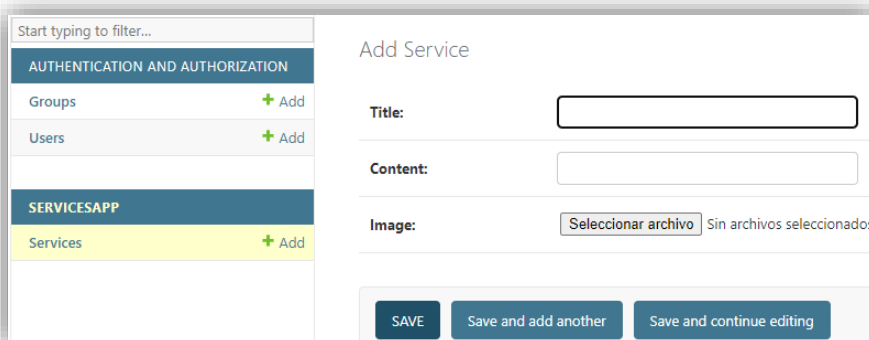 Start typing to filter...
AUTHENTICATION AND AUTHORIZATION
Groups + Add
Users + Add
SERVICESAPP
Services + Add
Add Service
Title:
Content:
Image: Seleccionar archivo Sin archivos seleccionados
SAVE Save and add another Save and continue editing